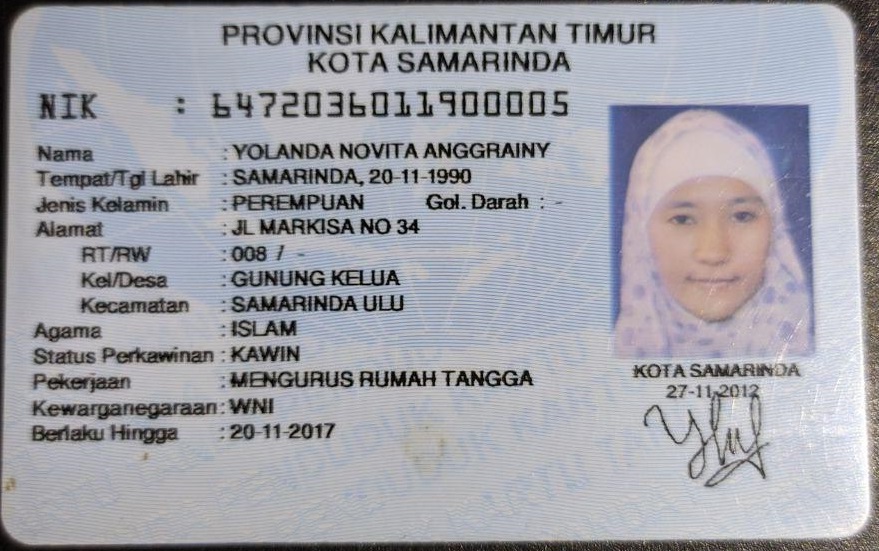 PROVINSI KALIMANTAN TIMUR
KOTA SAMARINDA
NIK : 6472036011900005
Nama : YOLANDA NOVITA ANGGRAINY
Tempat/Tgl Lahir : SAMARINDA, 20-11-1990
Jenis Kelamin : PEREMPUAN Gol. Darah : -
Alamat : JL MARKISA NO 34
RT/RW : 008 / -
Kel/Desa : GUNUNG KELUA
Kecamatan : SAMARINDA ULU
Agama : ISLAM
Status Perkawinan : KAWIN
Pekerjaan : MENGURUS RUMAH TANGGA
Kewarganegaraan : WNI
Berlaku Hingga : 20-11-2017
KOTA SAMARINDA
27-11-2012